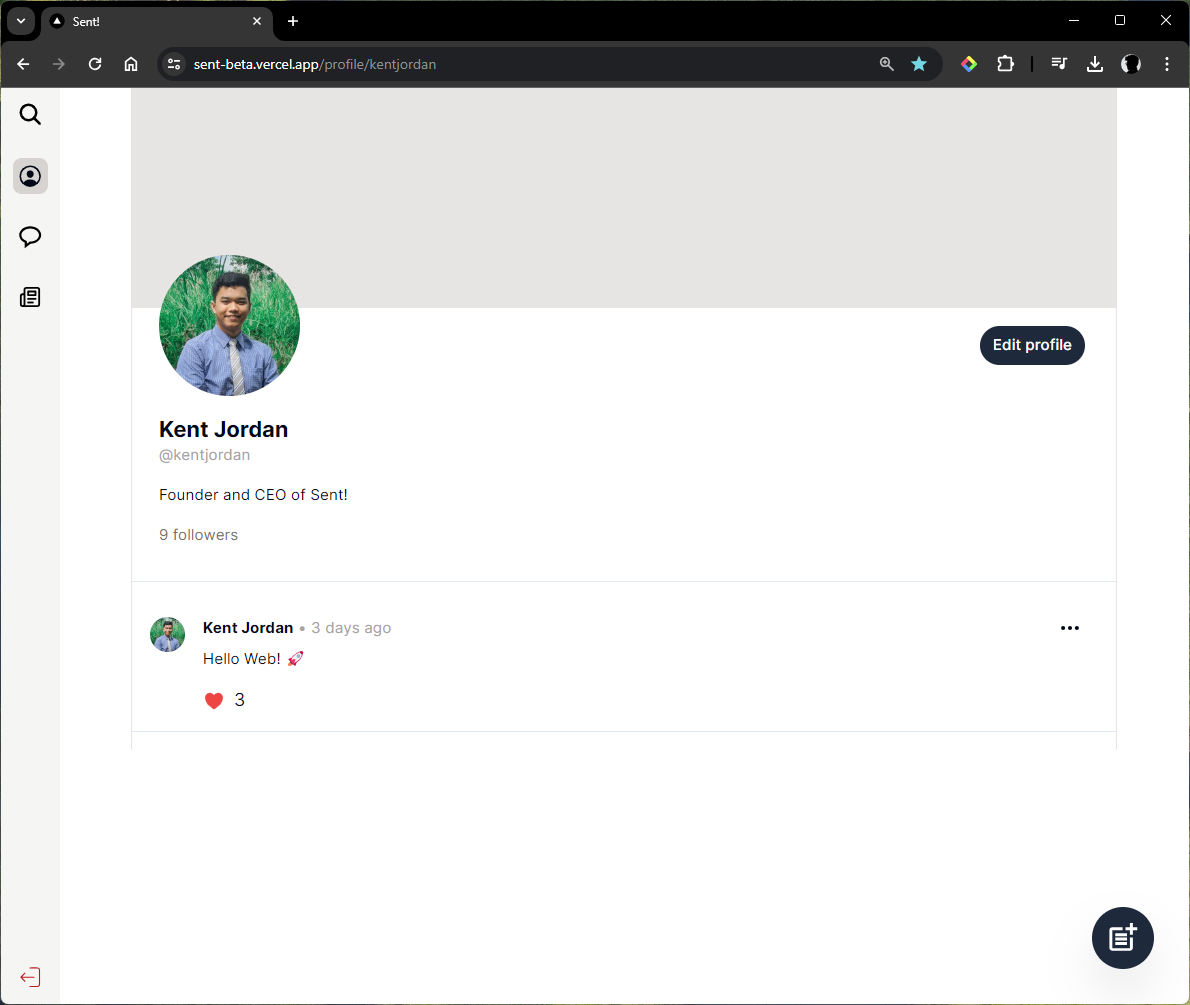 Sent!
sent-beta.vercel.app/profile/kentjordan
Edit profile
Kent Jordan
@kentjordan
Founder and CEO of Sent!
9 followers
Kent Jordan • 3 days ago
Hello Web! 🚀
3